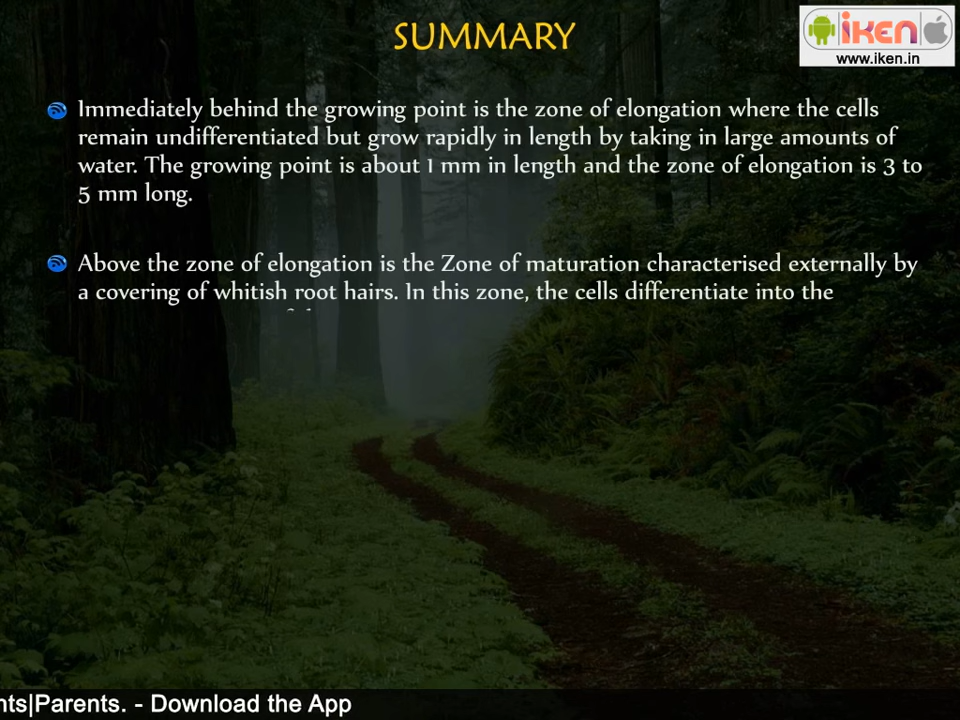 SUMMARY
iken
www.iken.in
Immediately behind the growing point is the zone of elongation where the cells
remain undifferentiated but grow rapidly in length by taking in large amounts of
water. The growing point is about 1 mm in length and the zone of elongation is 3 to
5 mm long.
Above the zone of elongation is the Zone of maturation characterised externally by
a covering of whitish root hairs. In this zone, the cells differentiate into the
nts|Parents. - Download the App